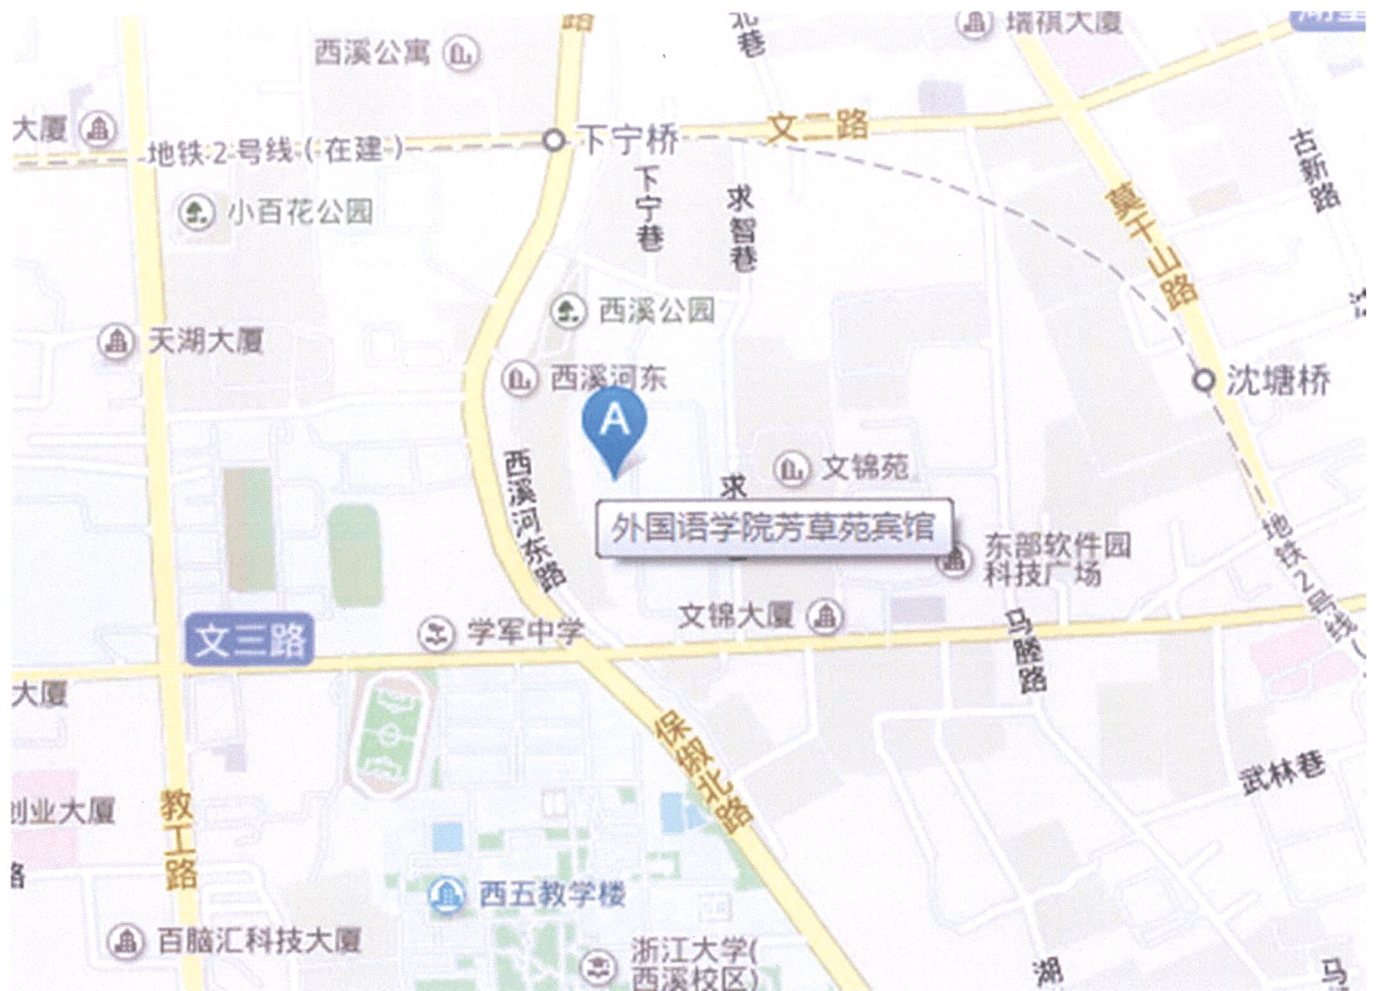 路
北巷
瑞祺大厦
西溪公寓
大厦
地铁2号线(在建)
下宁桥
文二路
古新路
下宁巷
求智巷
莫干山路
小百花公园
西溪公园
天湖大厦
西溪河东
沈塘桥
A
文锦苑
西溪河东路
求
外国语学院芳草苑宾馆
东部软件园
科技广场
地铁2号线(
文锦大厦
学军中学
文三路
马塍路
大厦
保俶北路
武林巷
创业大厦
教工路
路
西五教学楼
百脑汇科技大厦
浙江大学(
西溪校区)
湖
马